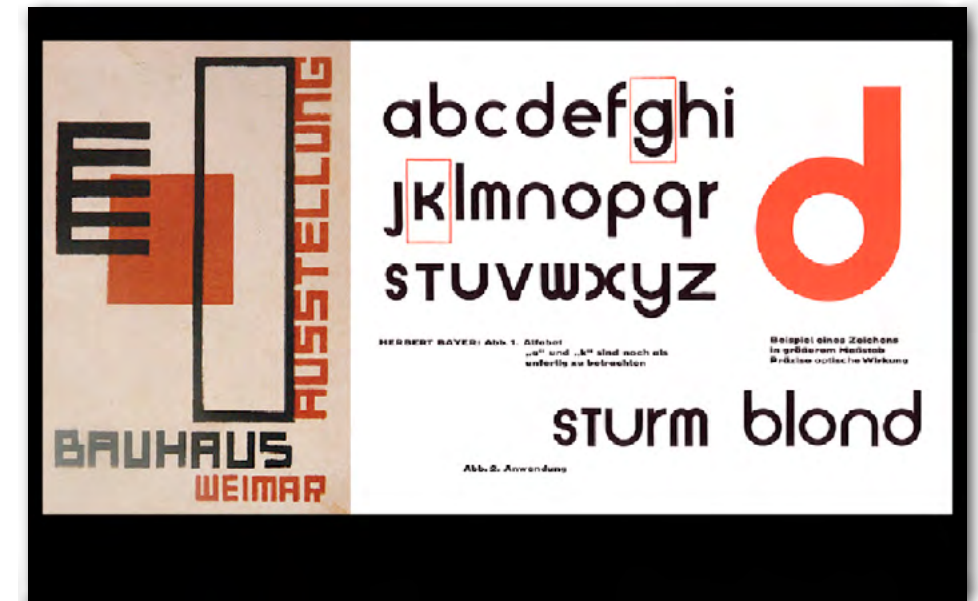 AUSSTELLUNG
BAUHAUS
WEIMAR
abcdefghi
jklmnopqr
sTUVWXYZ
HERBERT BAYER: Abb. 1. Alfabet
„a" und „k" sind noch als
unfertig zu betrachten
Beispiel eines Zeichens
in größerem Maßstab
Präzise optische Wirkung
d
sTUrm blond
Abb. 2. Anwendung